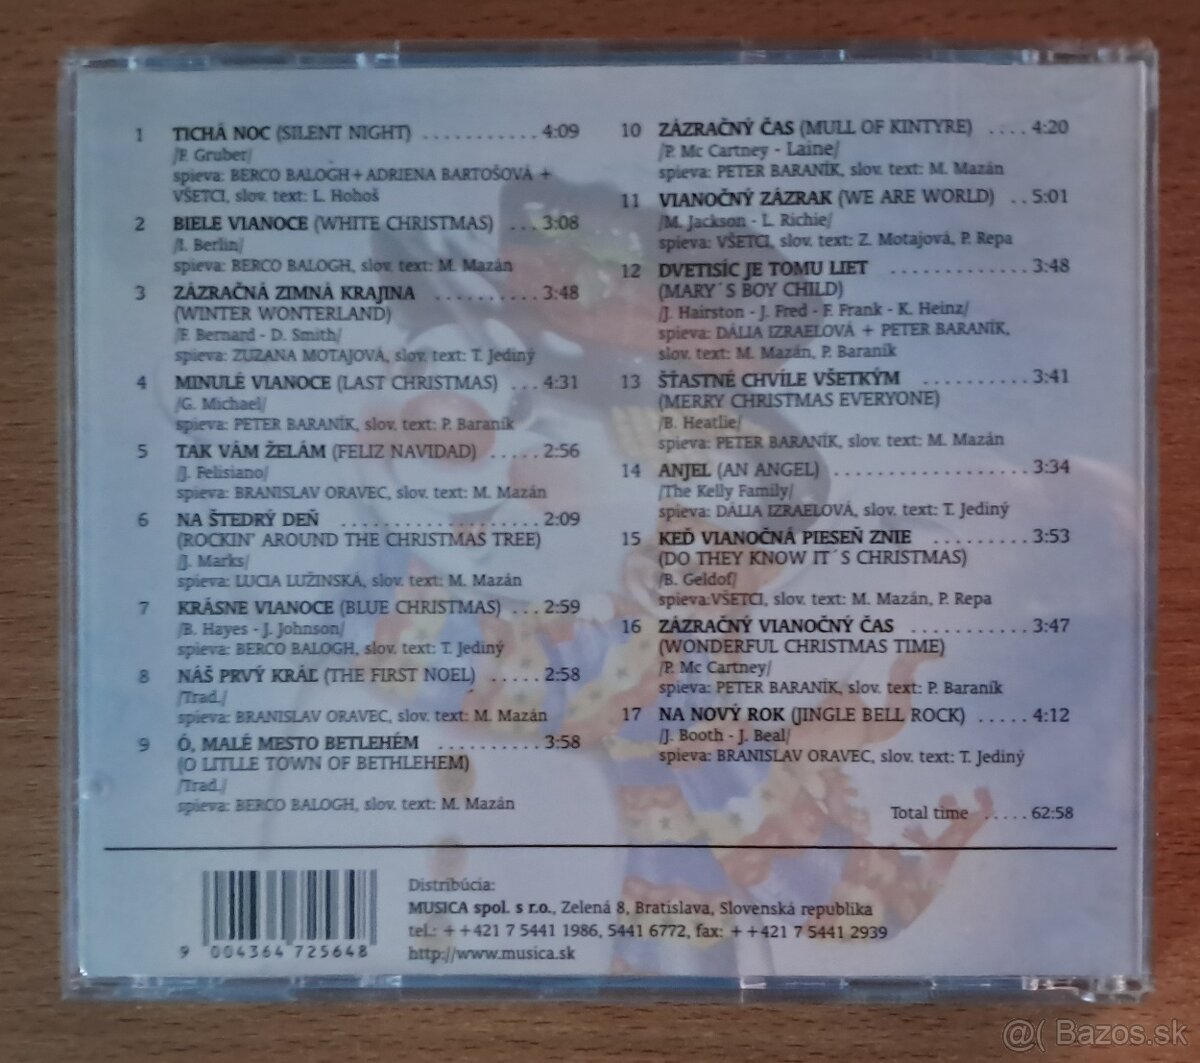 1 TICHÁ NOC (SILENT NIGHT) ........... 4:09
/F. Gruber/
spieva: BERCO BALOGH + ADRIENA BARTOŠOVÁ +
VŠETCI, slov. text: L. Hohoš
2 BIELE VIANOCE (WHITE CHRISTMAS) ... 3:08
/I. Berlin/
spieva: BERCO BALOGH, slov. text: M. Mazán
3 ZÁZRAČNÁ ZIMNÁ KRAJINA .......... 3:48
(WINTER WONTERLAND)
/F. Bernard - D. Smith/
spieva: ZUZANA MOTAJOVÁ, slov. text: T. Jediný
4 MINULÉ VIANOCE (LAST CHRISTMAS) ... 4:31
/G. Michael/
spieva: PETER BARANÍK, slov. text: P. Baraník
5 TAK VÁM ŽELÁM (FELIZ NAVIDAD) ..... 2:56
/J. Felisiano/
spieva: BRANISLAV ORAVEC, slov. text: M. Mazán
6 NA ŠTEDRÝ DEŇ ................... 2:09
(ROCKIN' AROUND THE CHRISTMAS TREE)
/J. Marks/
spieva: LUCIA LUŽINSKÁ, slov. text: M. Mazán
7 KRÁSNE VIANOCE (BLUE CHRISTMAS) ... 2:59
/B. Hayes - J. Johnson/
spieva: BERCO BALOGH, slov. text: T. Jediný
8 NÁŠ PRVÝ KRÁĽ (THE FIRST NOEL) ..... 2:58
/Trad./
spieva: BRANISLAV ORAVEC, slov. text: M. Mazán
9 Ó, MALÉ MESTO BETLEHÉM .......... 3:58
(O LITLLE TOWN OF BETHLEHEM)
/Trad./
spieva: BERCO BALOGH, slov. text: M. Mazán
10 ZÁZRAČNÝ ČAS (MULL OF KINTYRE) .... 4:20
/P. Mc Cartney - Laine/
spieva: PETER BARANÍK, slov. text: M. Mazán
11 VIANOČNÝ ZÁZRAK (WE ARE WORLD) .. 5:01
/M. Jackson - L. Richie/
spieva: VŠETCI, slov. text: Z. Motajová, P. Repa
12 DVETISÍC JE TOMU LIET ............. 3:48
(MARY´S BOY CHILD)
/J. Hairston - J. Fred - F. Frank - K. Heinz/
spieva: DÁLIA IZRAELOVÁ + PETER BARANÍK,
slov. text: M. Mazán, P. Baraník
13 ŠŤASTNÉ CHVÍLE VŠETKÝM .......... 3:41
(MERRY CHRISTMAS EVERYONE)
/B. Heatlie/
spieva: PETER BARANÍK, slov. text: M. Mazán
14 ANJEL (AN ANGEL) ................... 3:34
/The Kelly Family/
spieva: DÁLIA IZRAELOVÁ, slov. text: T. Jediný
15 KEĎ VIANOČNÁ PIESEŇ ZNIE ......... 3:53
(DO THEY KNOW IT´S CHRISTMAS)
/B. Geldof/
spieva:VŠETCI, slov. text: M. Mazán, P. Repa
16 ZÁZRAČNÝ VIANOČNÝ ČAS ........... 3:47
(WONDERFUL CHRISTMAS TIME)
/P. Mc Cartney/
spieva: PETER BARANÍK, slov. text: P. Baraník
17 NA NOVÝ ROK (JINGLE BELL ROCK) ..... 4:12
/J. Booth - J. Beal/
spieva: BRANISLAV ORAVEC, slov. text: T. Jediný
Total time ..... 62:58
Distribúcia:
MUSICA spol. s r.o., Zelená 8, Bratislava, Slovenská republika
tel.: ++421 7 5441 1986, 5441 6772, fax: ++421 7 5441 2939
http://www.musica.sk
9 004364 725648
@( Bazos.sk